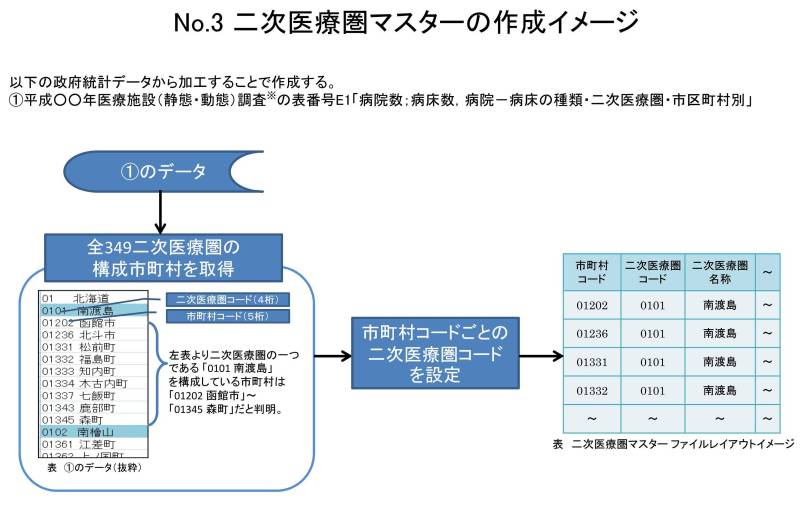 No.3 二次医療圏マスターの作成イメージ
以下の政府統計データから加工することで作成する。
①平成〇〇年医療施設(静態・動態)調査※の表番号E1「病院数;病床数, 病院－病床の種類・二次医療圏・市区町村別」
①のデータ
全349二次医療圏の
構成市町村を取得
01 北海道
0101 南渡島
01202 函館市
01236 北斗市
01331 松前町
01332 福島町
01333 知内町
01334 木古内町
01337 七飯町
01343 鹿部町
01345 森町
0102 南檜山
01361 江差町
01362 上ノ国町
二次医療圏コード(4桁)
市町村コード(5桁)
左表より二次医療圏の一つ
である「0101 南渡島」
を構成している市町村は
「01202 函館市」～
「01345 森町」だと判明。
表 ①のデータ(抜粋)
市町村コードごとの
二次医療圏コード
を設定
市町村
コード
二次医療圏
コード
二次医療圏
名称
～
01202 0101 南渡島 ～
01236 0101 南渡島 ～
01331 0101 南渡島 ～
01332 0101 南渡島 ～
～ ～ ～ ～
表 二次医療圏マスター ファイルレイアウトイメージ